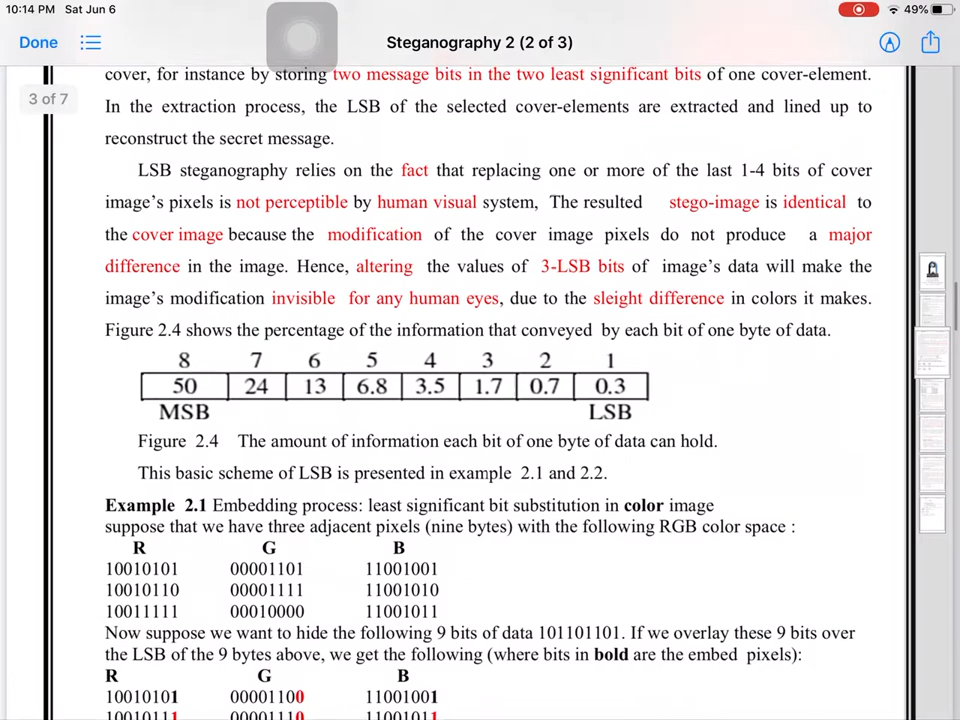 10:14 PM Sat Jun 6 49%
Done Steganography 2 (2 of 3)
3 of 7
cover, for instance by storing two message bits in the two least significant bits of one cover-element.
In the extraction process, the LSB of the selected cover-elements are extracted and lined up to
reconstruct the secret message.
LSB steganography relies on the fact that replacing one or more of the last 1-4 bits of cover
image's pixels is not perceptible by human visual system, The resulted stego-image is identical to
the cover image because the modification of the cover image pixels do not produce a major
difference in the image. Hence, altering the values of 3-LSB bits of image's data will make the
image's modification invisible for any human eyes, due to the sleight difference in colors it makes.
Figure 2.4 shows the percentage of the information that conveyed by each bit of one byte of data.
8 7 6 5 4 3 2 1
50 24 13 6.8 3.5 1.7 0.7 0.3
MSB LSB
Figure 2.4 The amount of information each bit of one byte of data can hold.
This basic scheme of LSB is presented in example 2.1 and 2.2.
Example 2.1 Embedding process: least significant bit substitution in color image
suppose that we have three adjacent pixels (nine bytes) with the following RGB color space :
R G B
10010101 00001101 11001001
10010110 00001111 11001010
10011111 00010000 11001011
Now suppose we want to hide the following 9 bits of data 101101101. If we overlay these 9 bits over
the LSB of the 9 bytes above, we get the following (where bits in bold are the embed pixels):
R G B
10010101 00001100 11001001
10010111 00001110 11001011